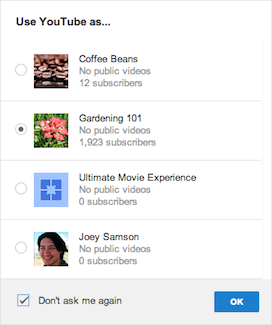 Use YouTube as...
Coffee Beans
No public videos
12 subscribers
Gardening 101
No public videos
1,923 subscribers
Ultimate Movie Experience
No public videos
0 subscribers
Joey Samson
No public videos
0 subscribers
Don't ask me again
OK